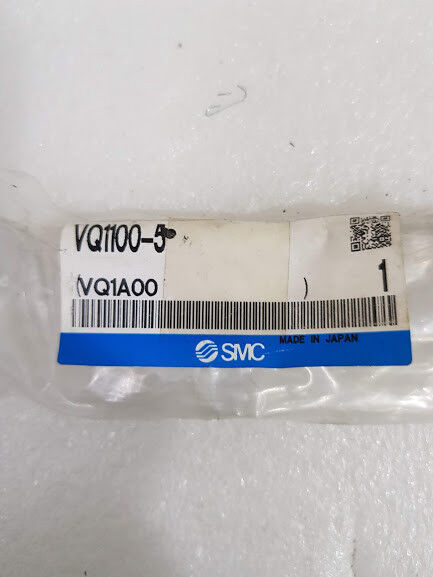 VQ1100-5
(VQ1A00 ) 1
SMC
MADE IN JAPAN